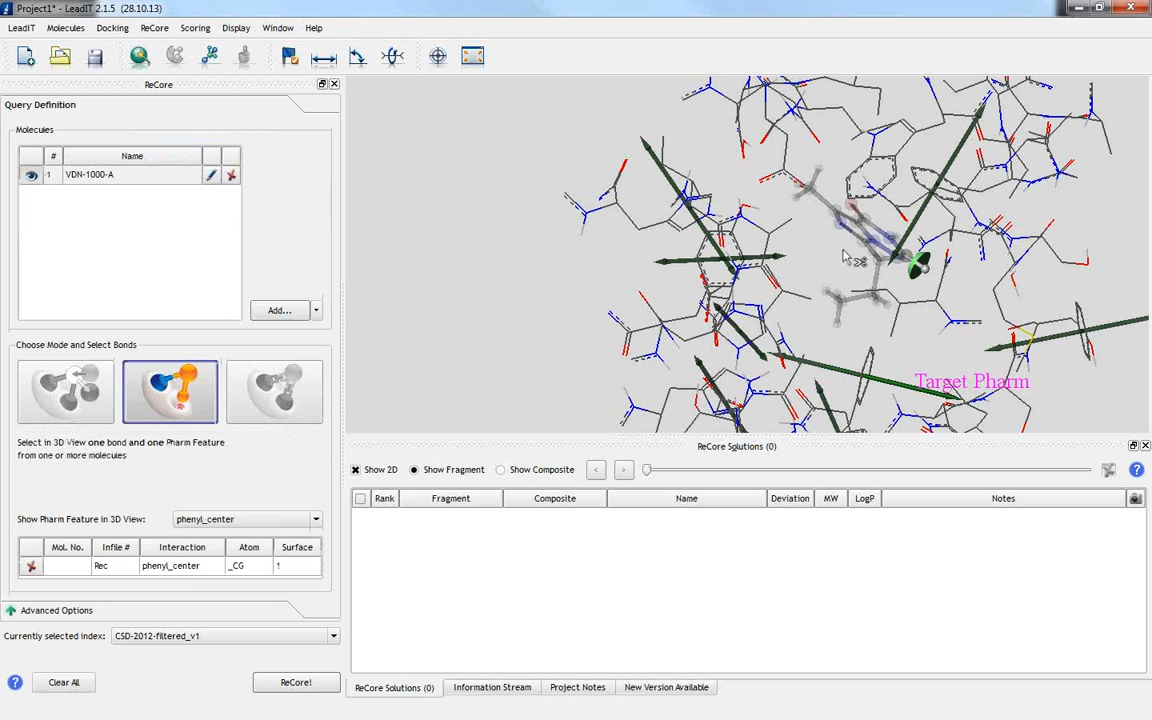 Project1* - LeadIT 2.1.5 (28.10.13)
LeadIT Molecules Docking ReCore Scoring Display Window Help
ReCore
Query Definition
Molecules
# Name
1 VDN-1000-A
Add...
Choose Mode and Select Bonds
Select in 3D View one bond and one Pharm Feature
from one or more molecules
Show Pharm Feature in 3D View: phenyl_center
Mol. No. Infile # Interaction Atom Surface
Rec phenyl_center _CG 1
Advanced Options
Currently selected index: CSD-2012-filtered_v1
? Clear All ReCore!
Target Pharm
ReCore Solutions (0)
Show 2D Show Fragment Show Composite < > ?
Rank Fragment Composite Name Deviation MW LogP Notes
ReCore Solutions (0) Information Stream Project Notes New Version Available